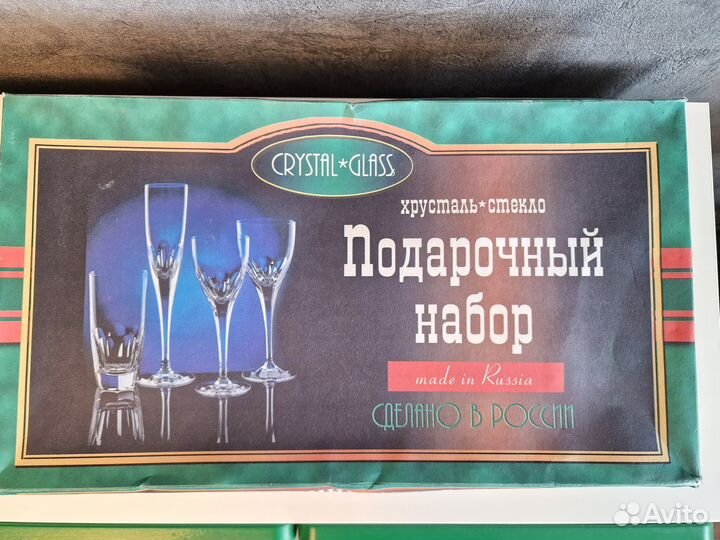 CRYSTAL★GLASS
хрусталь★стекло
Подарочный
набор
made in Russia
СДЕЛАНО В РОССИИ
Avito